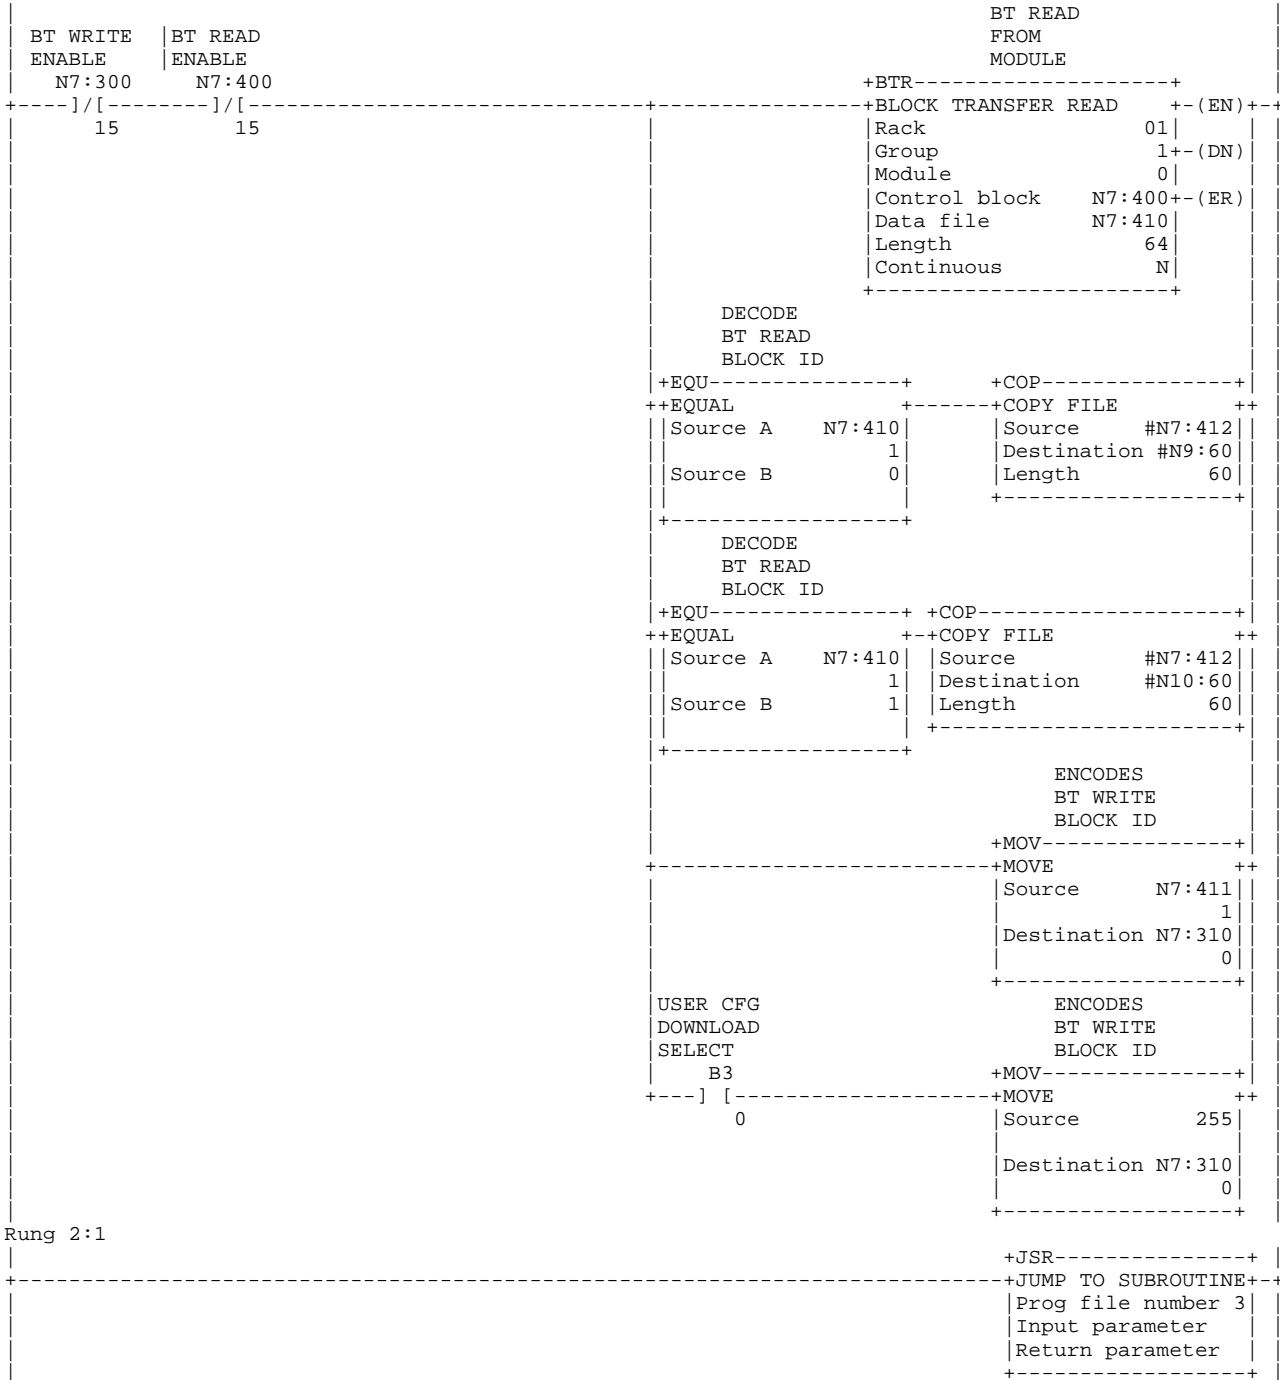 BT READ
BT WRITE |BT READ FROM
ENABLE |ENABLE MODULE
N7:300 N7:400 +BTR--------------------+
+----]/[--------]/[-------------------------------+----------------+BLOCK TRANSFER READ +-(EN)+-+
15 15 |Rack 01|
|Group 1+-(DN)|
|Module 0|
|Control block N7:400+-(ER)|
|Data file N7:410|
|Length 64|
|Continuous N|
+-----------------------+
DECODE
BT READ
BLOCK ID
|+EQU---------------+ +COP---------------+|
++EQUAL +------+COPY FILE ++
||Source A N7:410| |Source #N7:412||
|| 1| |Destination #N9:60||
||Source B 0| |Length 60||
|| | +------------------+|
|+------------------+
DECODE
BT READ
BLOCK ID
|+EQU---------------+ +COP--------------------+|
++EQUAL +-+COPY FILE ++
||Source A N7:410| |Source #N7:412||
|| 1| |Destination #N10:60||
||Source B 1| |Length 60||
|| | +------------------------+|
|+------------------+
ENCODES
BT WRITE
BLOCK ID
+MOV---------------+|
+--------------------------+MOVE ++
|Source N7:411||
| 1||
|Destination N7:310||
| 0||
+------------------+|
|USER CFG ENCODES
|DOWNLOAD BT WRITE
|SELECT BLOCK ID
| B3 +MOV---------------+|
+---] [--------------------+MOVE ++
0 |Source 255|
|Destination N7:310|
| 0|
+------------------+
Rung 2:1
+JSR---------------+
+-----------------------------------------------------------------------------+JUMP TO SUBROUTINE+-+
|Prog file number 3|
|Input parameter |
|Return parameter |
+------------------+